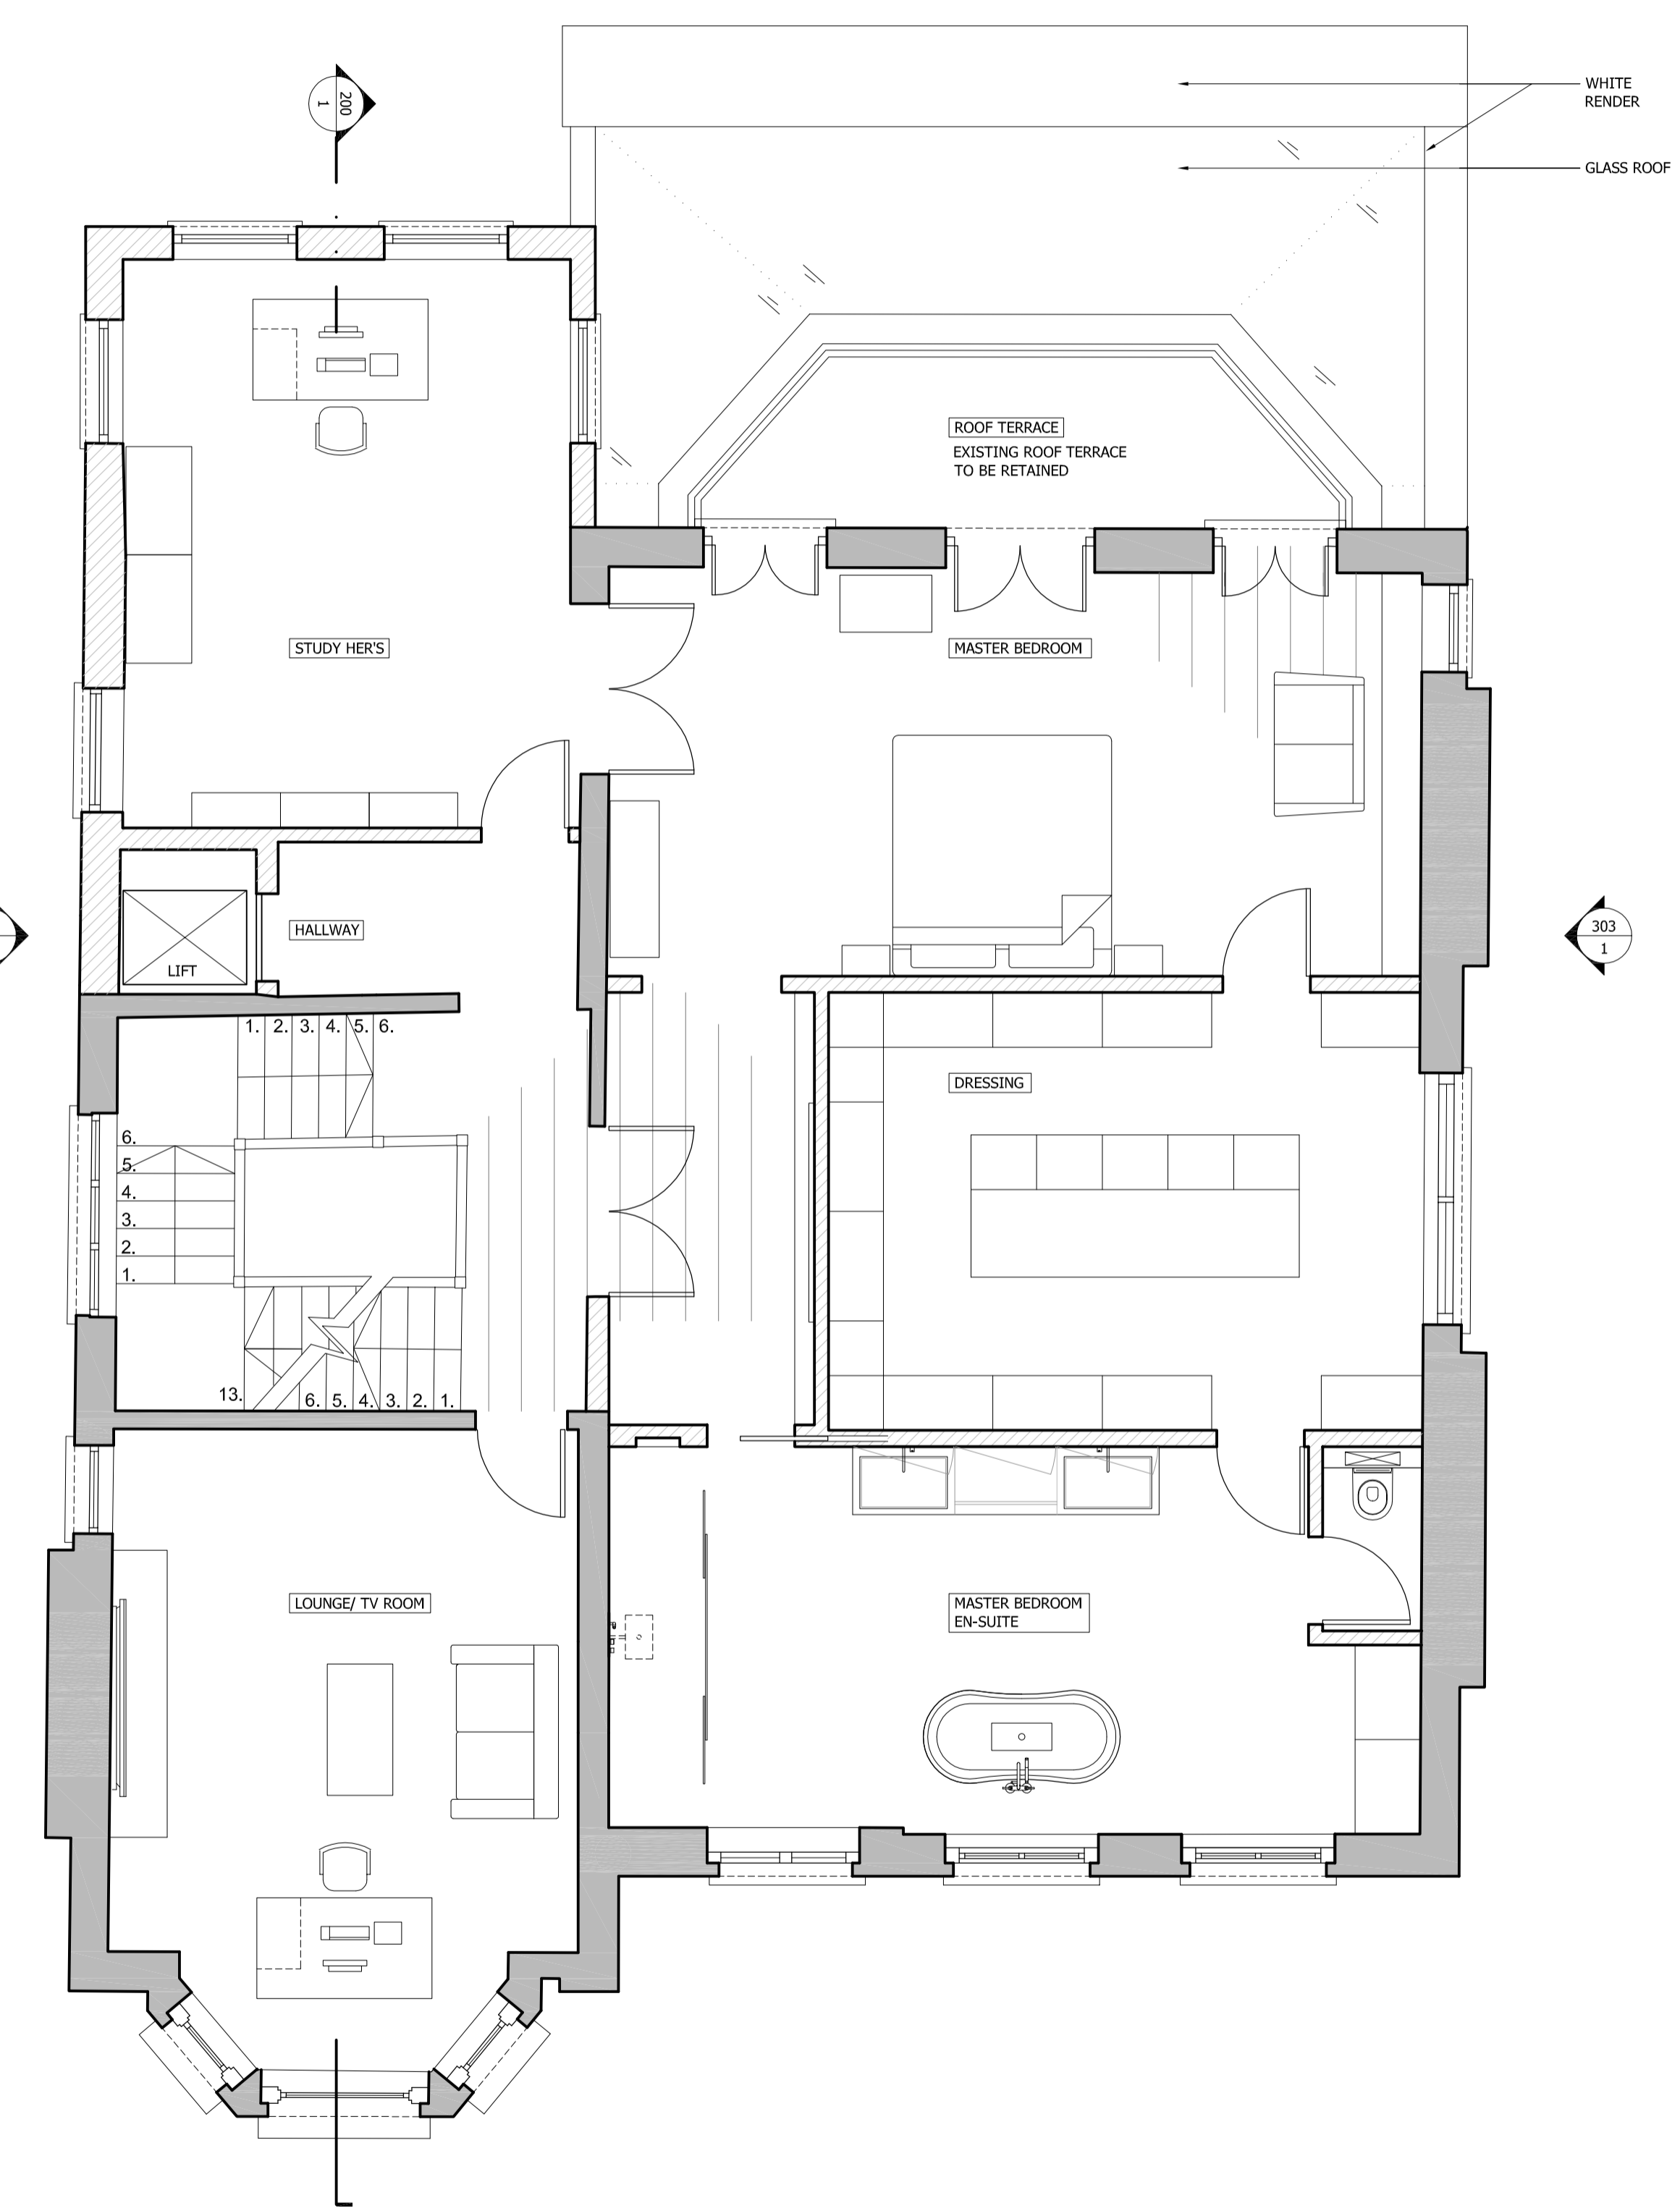 200
1
WHITE
RENDER
GLASS ROOF
ROOF TERRACE
EXISTING ROOF TERRACE
TO BE RETAINED
STUDY HER'S
MASTER BEDROOM
HALLWAY
LIFT
303
1
1. 2. 3. 4. 5. 6.
DRESSING
6.
5.
4.
3.
2.
1.
13. 6. 5. 4. 3. 2. 1.
LOUNGE/ TV ROOM
MASTER BEDROOM
EN-SUITE